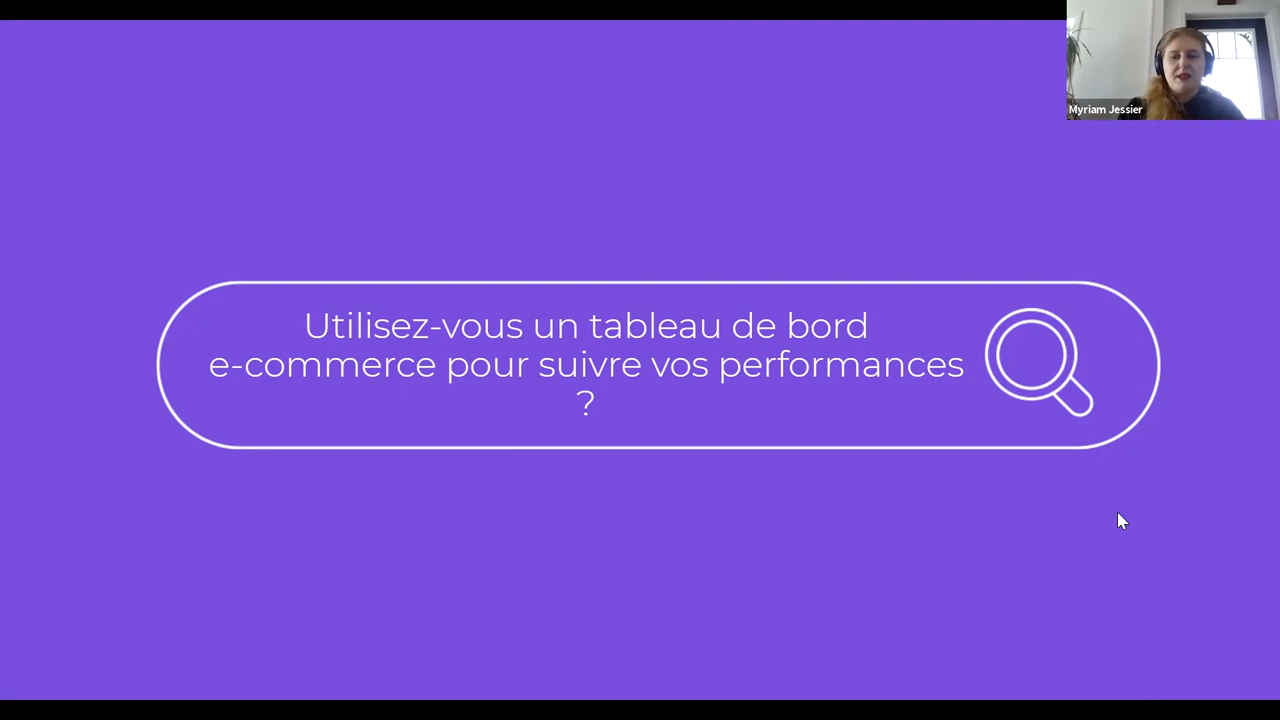 Myriam Jessier
Utilisez-vous un tableau de bord
e-commerce pour suivre vos performances
?